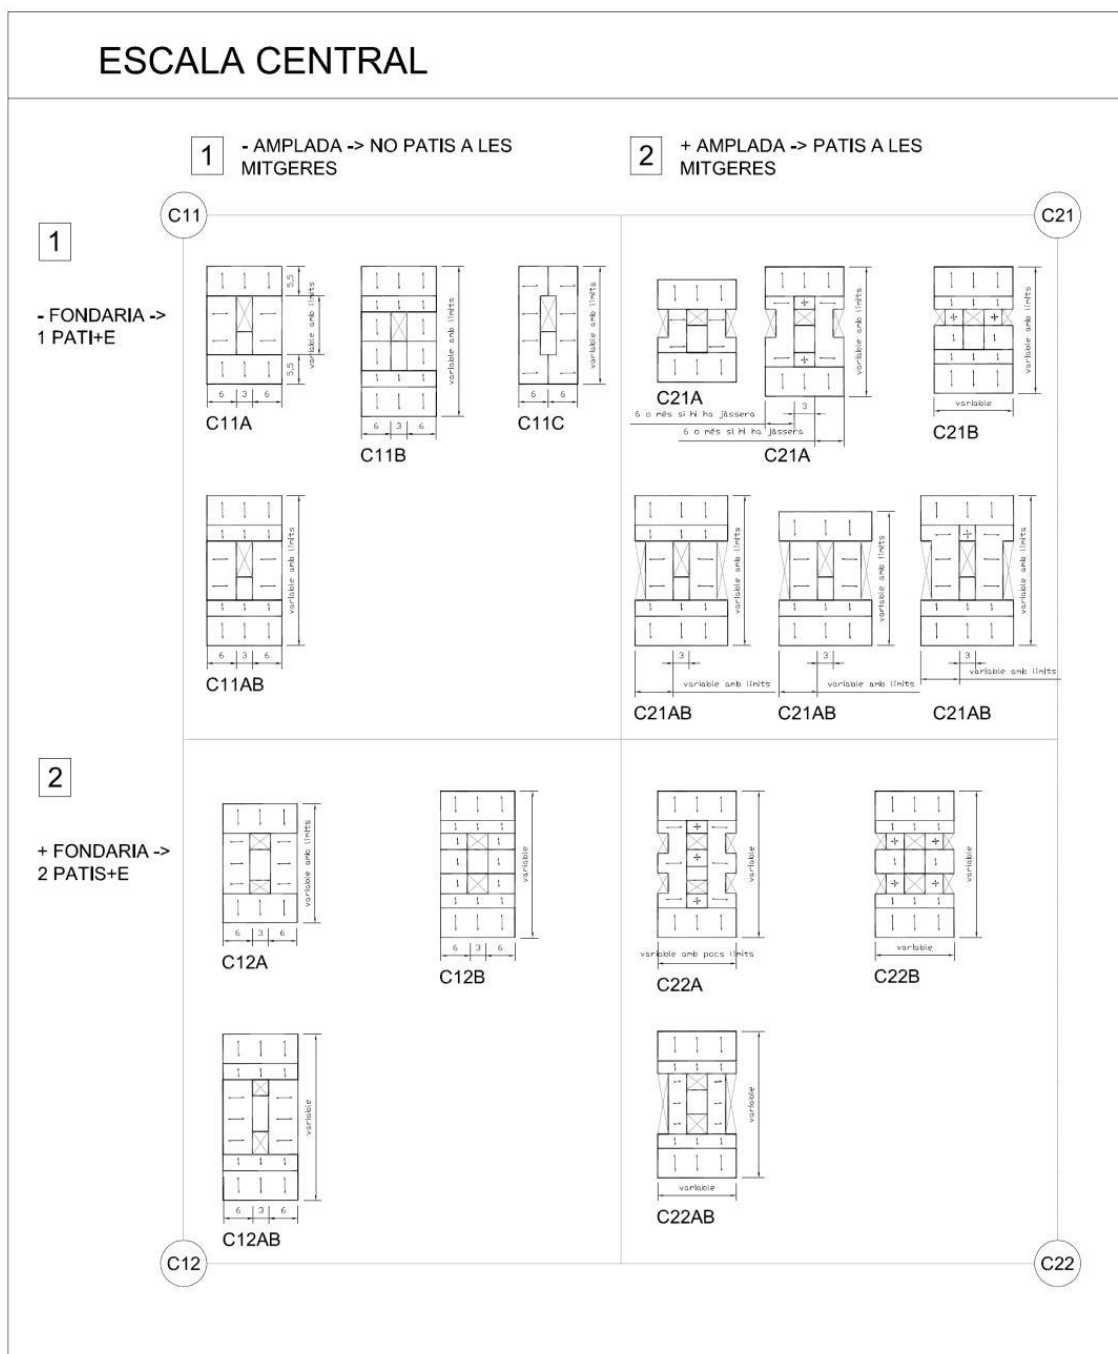 ESCALA CENTRAL
1
- AMPLADA -> NO PATIS A LES
MITGERES
2
+ AMPLADA -> PATIS A LES
MITGERES
C11
C21
1
- FONDARIA ->
1 PATI+E
5,5
variable amb límits
5,5
6 3 6
C11A
variable amb límits
6 3 6
C11B
variable amb límits
6 6
C11C
C21A
variable amb límits
3
6 o més si hi ha jàssera
6 o més si hi ha jàssera
C21A
variable amb límits
variable
C21B
variable amb límits
6 3 6
C11AB
variable amb límits
3
variable amb límits
C21AB
variable amb límits
3
variable amb límits
C21AB
variable amb límits
3
variable amb límits
C21AB
2
+ FONDARIA ->
2 PATIS+E
variable amb límits
6 3 6
C12A
variable
6 3 6
C12B
variable
variable amb pocs límits
C22A
variable
variable
C22B
variable
6 3 6
C12AB
variable
variable
C22AB
C12
C22